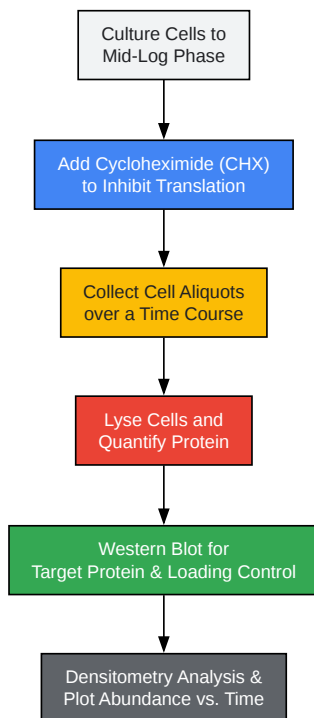 Culture Cells to
Mid-Log Phase
Add Cycloheximide (CHX)
to Inhibit Translation
Collect Cell Aliquots
over a Time Course
Lyse Cells and
Quantify Protein
Western Blot for
Target Protein & Loading Control
Densitometry Analysis &
Plot Abundance vs. Time